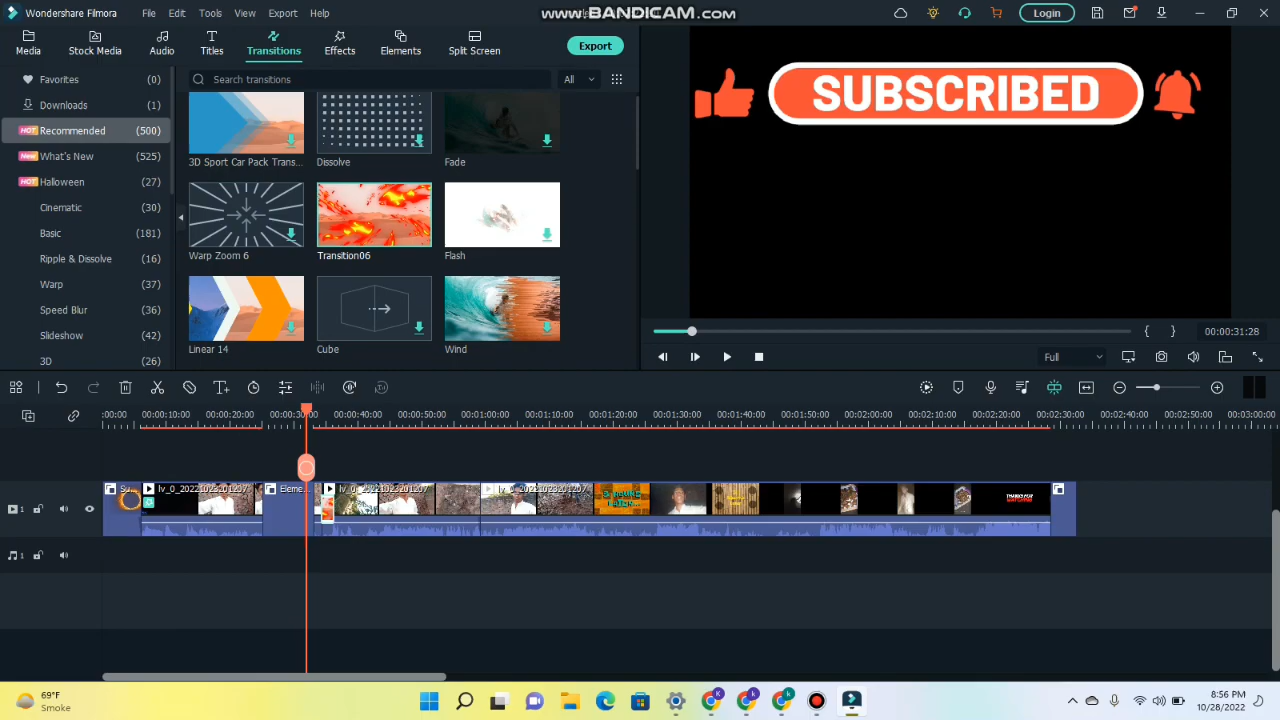 Wondershare Filmora File Edit Tools View Export Help
WWW.BANDICAM.COM
Login
Media Stock Media Audio Titles Transitions Effects Elements Split Screen Export
SUBSCRIBED
Favorites (0)
Search transitions All
Downloads (1)
HOT Recommended (500)
New What's New (525)
HOT Halloween (27)
Cinematic (30)
Basic (181)
Ripple & Dissolve (16)
Warp (37)
Speed Blur (36)
Slideshow (42)
3D (26)
3D Sport Car Pack Trans... Dissolve Fade
Warp Zoom 6 Transition06 Flash
Linear 14 Cube Wind
{ } 00:00:31:28
Full
:00:00 00:00:10:00 00:00:20:00 00:00:30:00 00:00:40:00 00:00:50:00 00:01:00:00 00:01:10:00 00:01:20:00 00:01:30:00 00:01:40:00 00:01:50:00 00:02:00:00 00:02:10:00 00:02:20:00 00:02:30:00 00:02:40:00 00:02:50:00 00:03:00:00
lv_0_20221023201207 Eleme... lv_0_20221023201207
1
1
69°F
Smoke
8:56 PM
10/28/2022